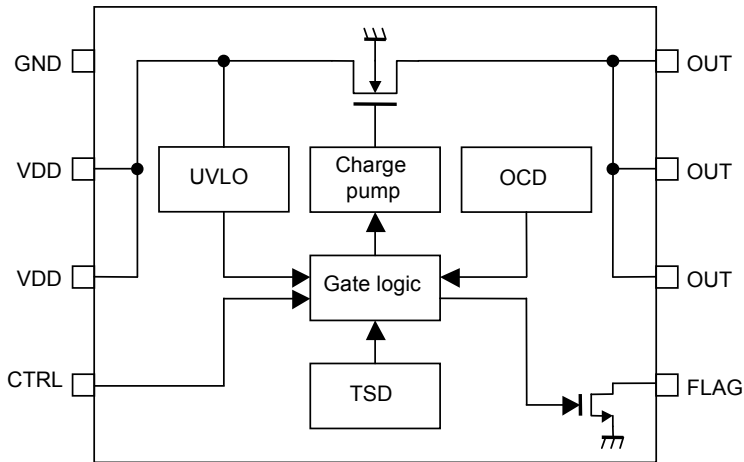 GND
OUT
VDD
UVLO
Charge
pump
OCD
OUT
VDD
Gate logic
OUT
CTRL
TSD
FLAG